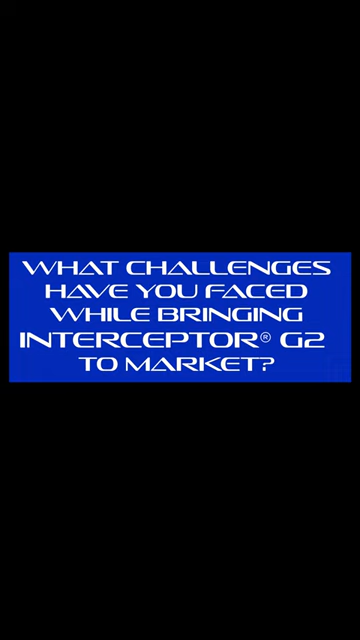 WHAT CHALLENGES
HAVE YOU FACED
WHILE BRINGING
INTERCEPTOR® G2
TO MARKET?